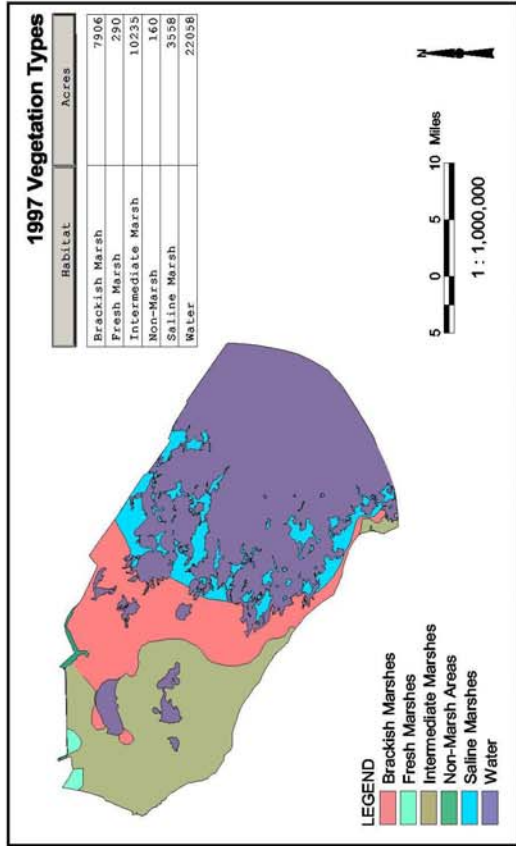 1997 Vegetation Types
Habitat Acres
Brackish Marsh 7906
Fresh Marsh 290
Intermediate Marsh 10235
Non-Marsh 160
Saline Marsh 3558
Water 22058
N
5 0 5 10 Miles
1 : 1,000,000
LEGEND
Brackish Marshes
Fresh Marshes
Intermediate Marshes
Non-Marsh Areas
Saline Marshes
Water